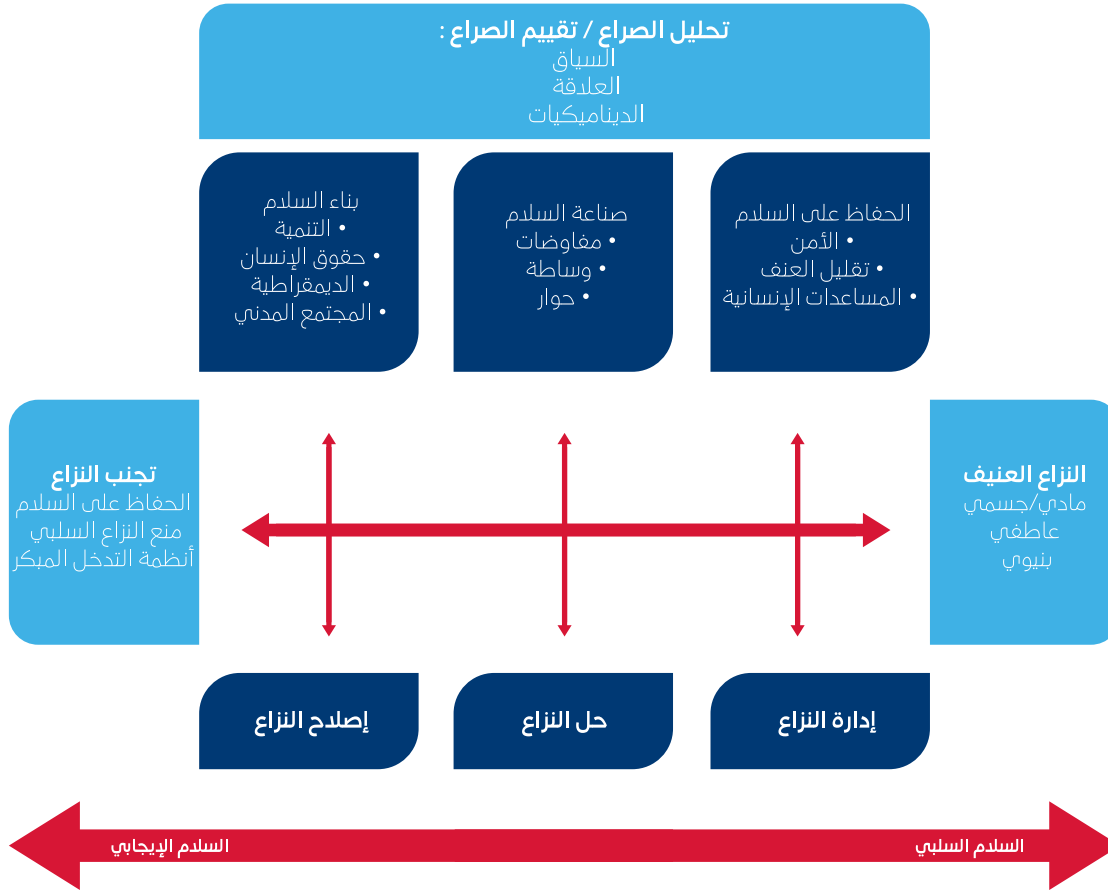 تحليل الصراع / تقييم الصراع :
السياق
العلاقة
الديناميكيات
الحفاظ على السلام
• الأمن
• تقليل العنف
• المساعدات الإنسانية
صناعة السلام
• مفاوضات
• وساطة
• حوار
بناء السلام
• التنمية
• حقوق الإنسان
• الديمقراطية
• المجتمع المدني
النزاع العنيف
مادي/جسمي
عاطفي
بنيوي
تجنب النزاع
الحفاظ على السلام
منع النزاع السلبي
أنظمة التدخل المبكر
إدارة النزاع
حل النزاع
إصلاح النزاع
السلام السلبي
السلام الإيجابي